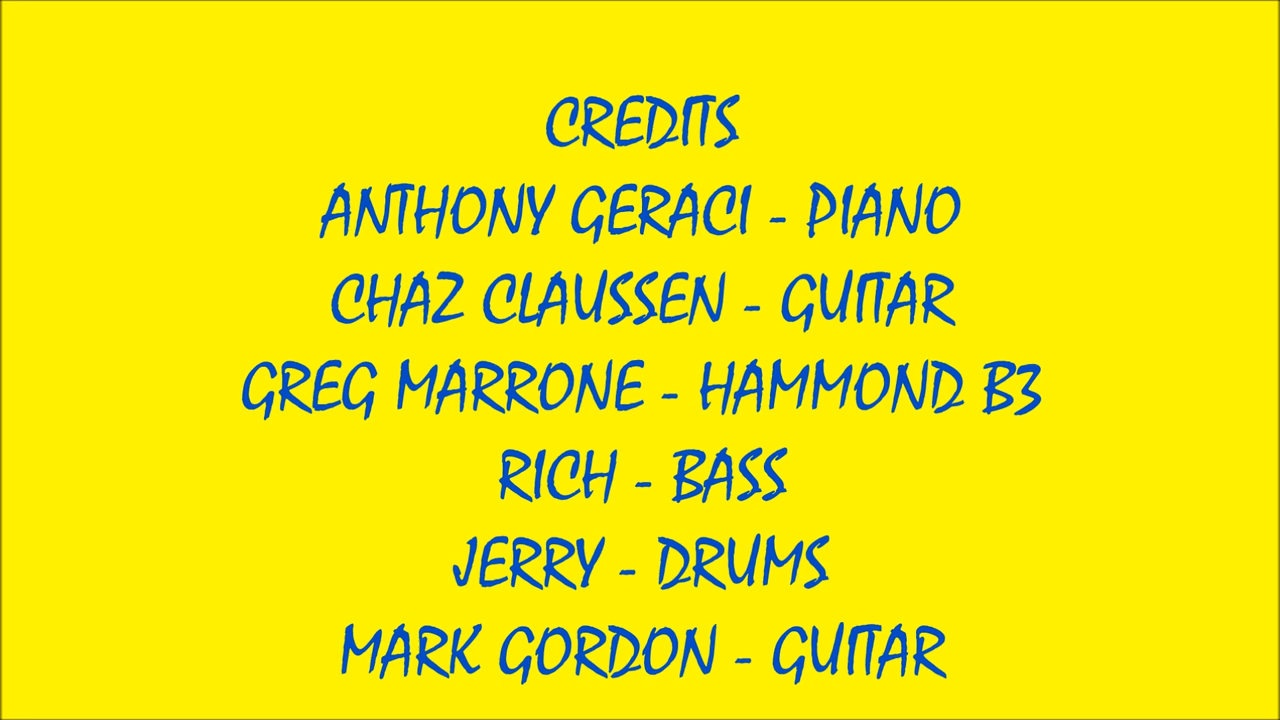 CREDITS
ANTHONY GERACI - PIANO
CHAZ CLAUSSEN - GUITAR
GREG MARRONE - HAMMOND B3
RICH - BASS
JERRY - DRUMS
MARK GORDON - GUITAR